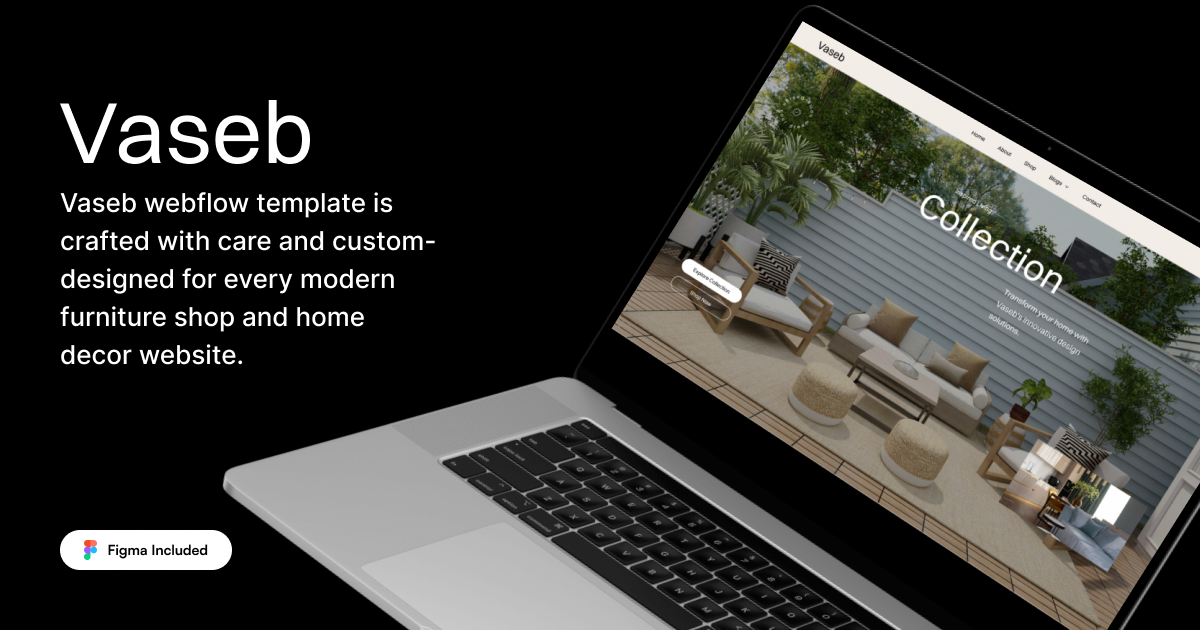 Vaseb
Vaseb webflow template is
crafted with care and custom-
designed for every modern
furniture shop and home
decor website.
Figma Included
Vaseb
Home
About
Shop
Blogs
Contact
Collection
Transform your home with
Vaseb's innovative design
solutions.
Explore Collection
Shop Now